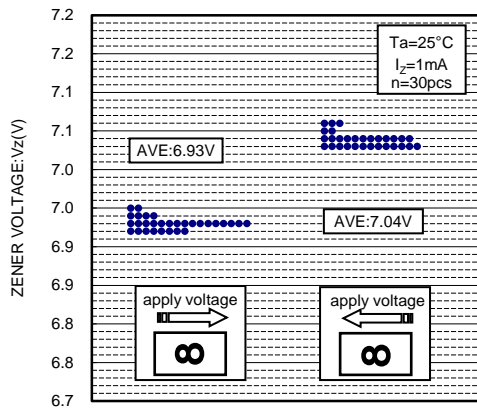 7.2
7.2
7.1
7.1
7.0
7.0
6.9
6.9
6.8
6.8
6.7
ZENER VOLTAGE:Vz(V)
Ta=25°C
IZ=1mA
n=30pcs
AVE:6.93V
AVE:7.04V
apply voltage
8
apply voltage
8